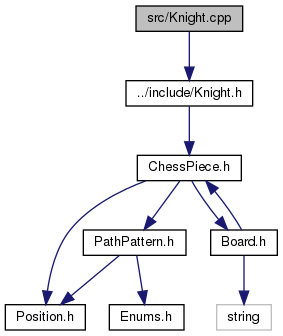 src/Knight.cpp
../include/Knight.h
ChessPiece.h
PathPattern.h
Board.h
Position.h
Enums.h
string